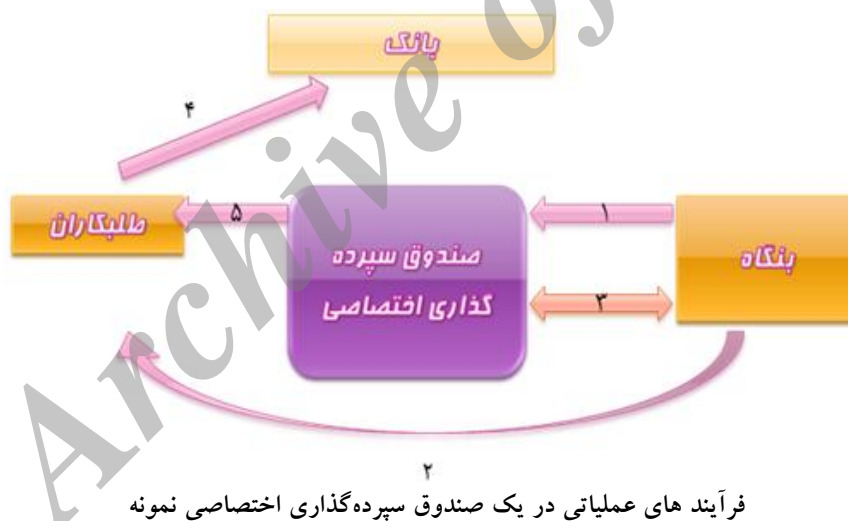 بانک
۴
۱
۵
طلبکاران
صندوق سپرده
گذاری اختصاصی
بنگاه
۳
۲
فرآیند های عملیاتی در یک صندوق سپرده‌گذاری اختصاصی نمونه
Archive of